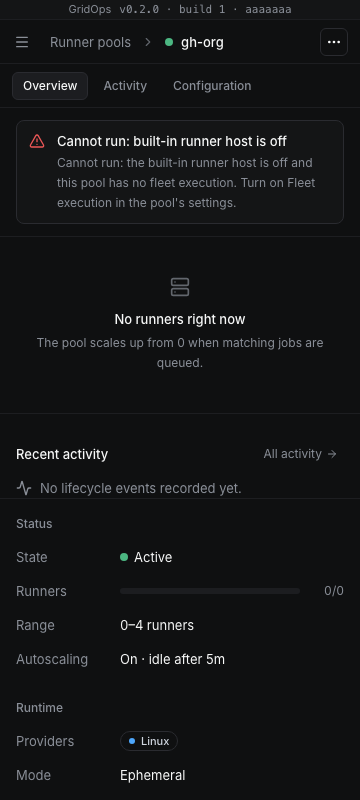 GridOps v0.2.0 · build 1 · aaaaaaa
Runner pools > gh-org
Overview Activity Configuration
Cannot run: built-in runner host is off
Cannot run: the built-in runner host is off and
this pool has no fleet execution. Turn on Fleet
execution in the pool's settings.
No runners right now
The pool scales up from 0 when matching jobs are
queued.
Recent activity All activity →
No lifecycle events recorded yet.
Status
State Active
Runners 0/0
Range 0–4 runners
Autoscaling On · idle after 5m
Runtime
Providers Linux
Mode Ephemeral